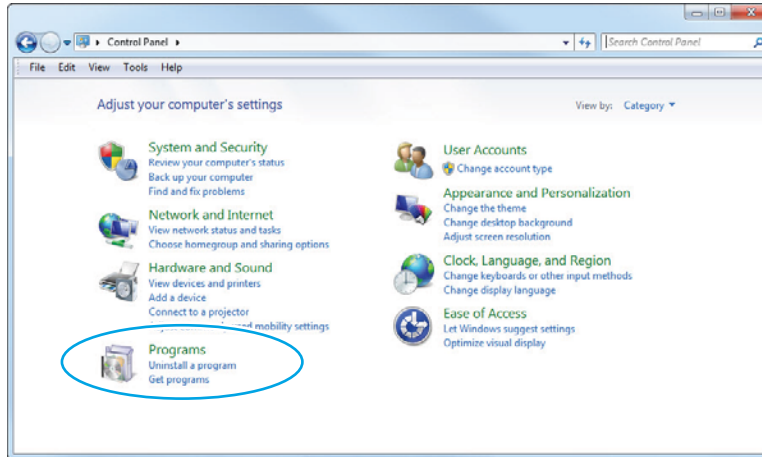 Control Panel
Search Control Panel
File Edit View Tools Help
Adjust your computer's settings
View by: Category
System and Security
Review your computer's status
Back up your computer
Find and fix problems
Network and Internet
View network status and tasks
Choose homegroup and sharing options
Hardware and Sound
View devices and printers
Add a device
Connect to a projector
mobility settings
Programs
Uninstall a program
Get programs
User Accounts
Change account type
Appearance and Personalization
Change the theme
Change desktop background
Adjust screen resolution
Clock, Language, and Region
Change keyboards or other input methods
Change display language
Ease of Access
Let Windows suggest settings
Optimize visual display